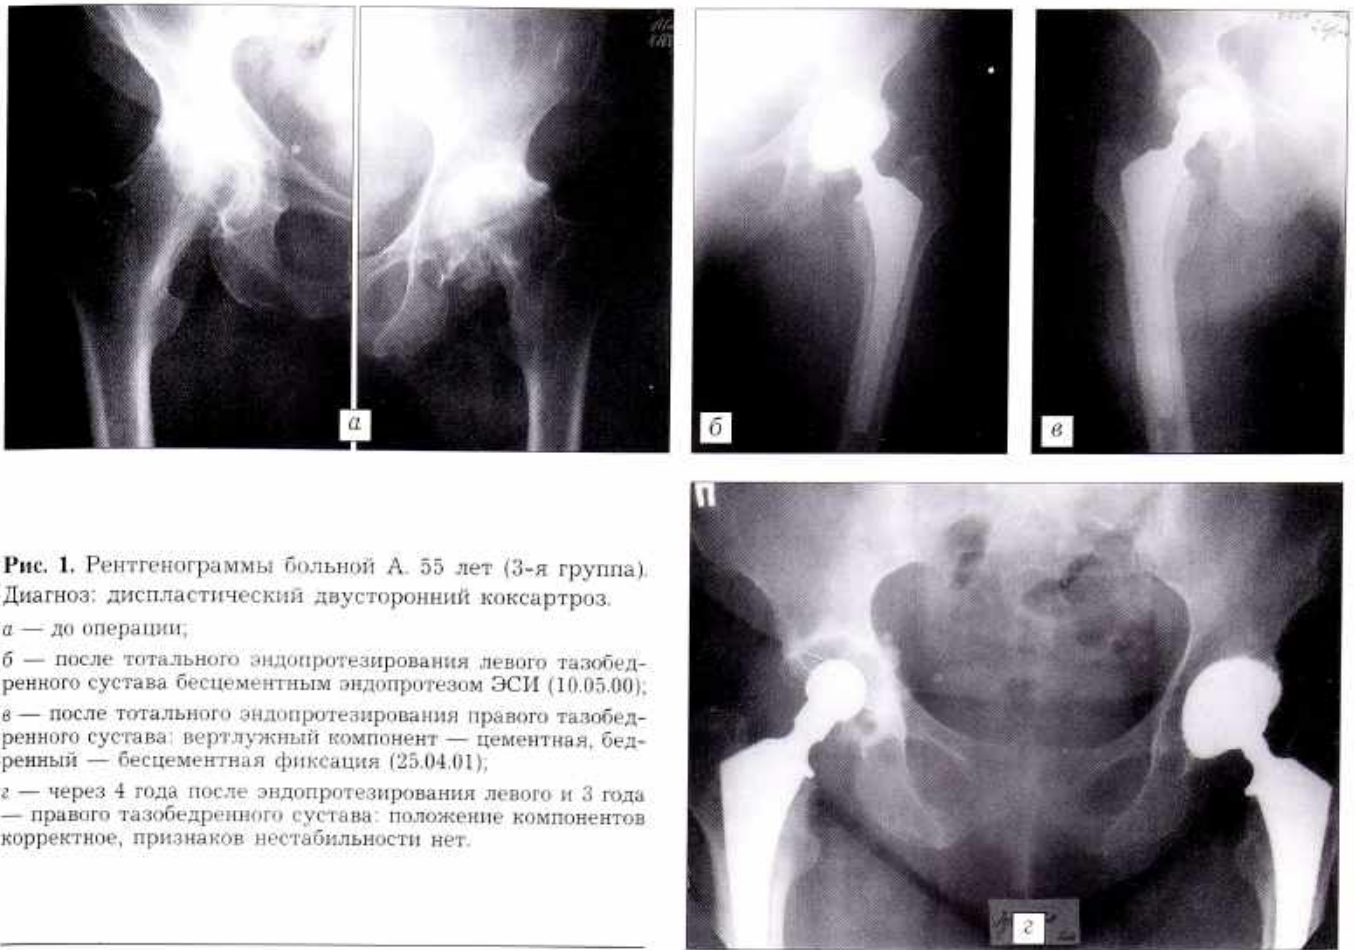 а
б
в
П
г
Рис. 1. Рентгенограммы больной А. 55 лет (3-я группа).
Диагноз: диспластический двусторонний коксартроз.
а — до операции;
б — после тотального эндопротезирования левого тазобед-
ренного сустава бесцементным эндопротезом ЭСИ (10.05.00);
в — после тотального эндопротезирования правого тазобед-
ренного сустава: вертлужный компонент — цементная, бед-
ренный — бесцементная фиксация (25.04.01);
г — через 4 года после эндопротезирования левого и 3 года
— правого тазобедренного сустава: положение компонентов
корректное, признаков нестабильности нет.